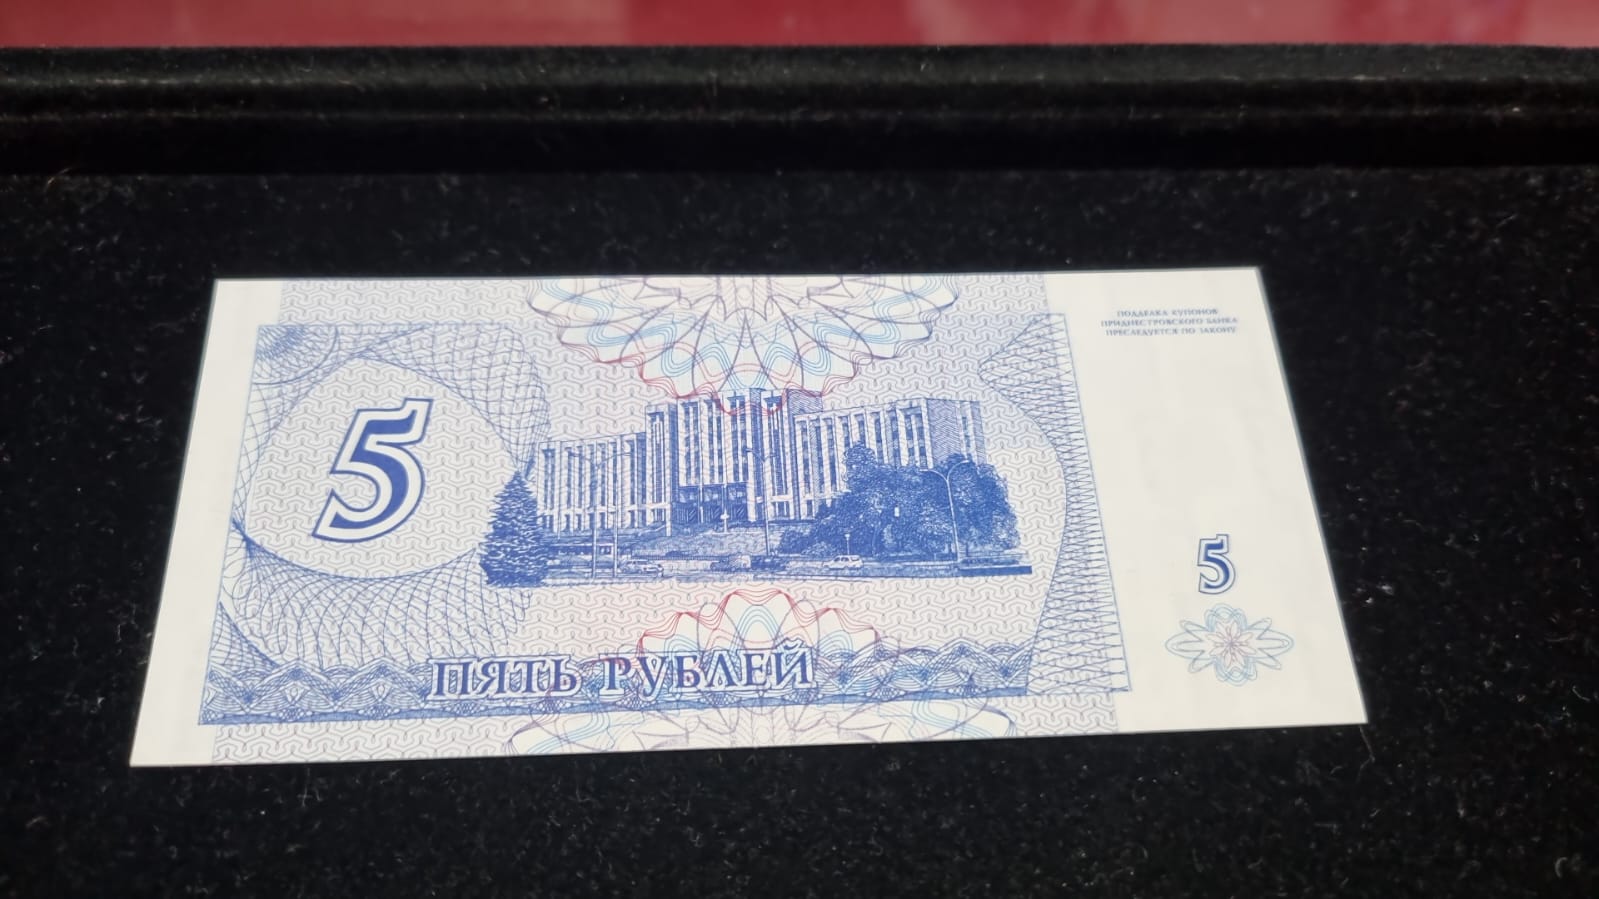 ПОДДЕЛКА КУПОНОВ
ПРИДНЕСТРОВСКОГО БАНКА
ПРЕСЛЕДУЕТСЯ ПО ЗАКОНУ
5
5
ПЯТЬ РУБЛЕЙ